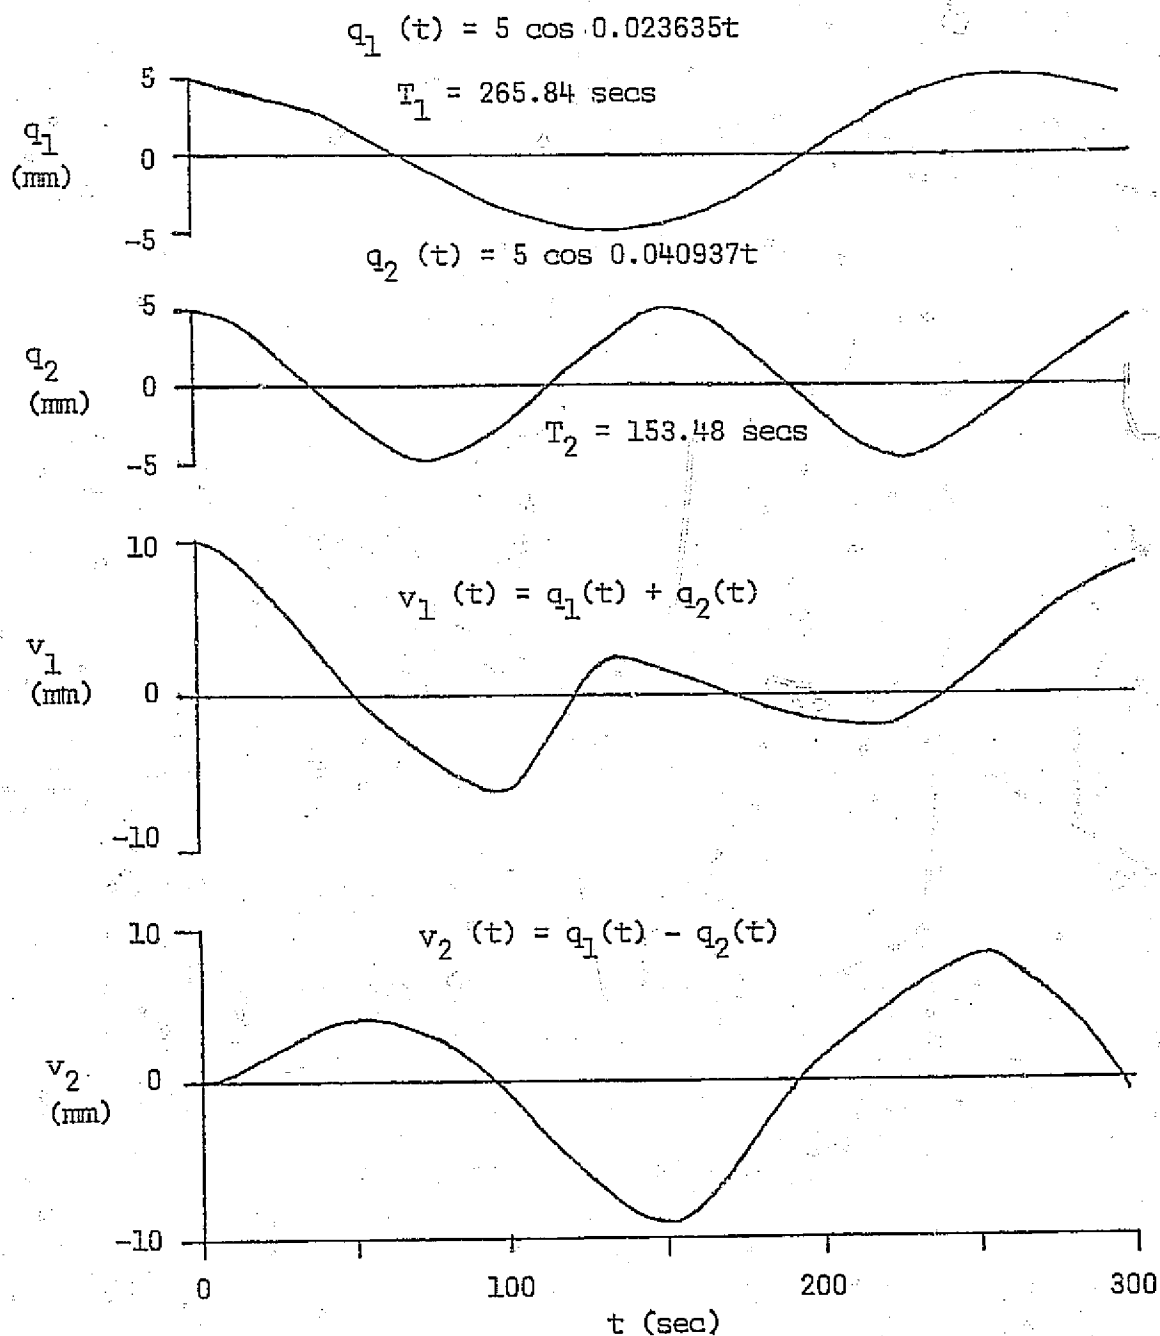 q1 (t) = 5 cos 0.023635t
5
T1 = 265.84 secs
q1
(mm)
0
-5
q2 (t) = 5 cos 0.040937t
5
q2
(mm)
0
T2 = 153.48 secs
-5
10
v1 (t) = q1(t) + q2(t)
v1
(mm)
0
-10
10
v2 (t) = q1(t) - q2(t)
v2
(mm)
0
-10
0 100 200 300
t (sec)